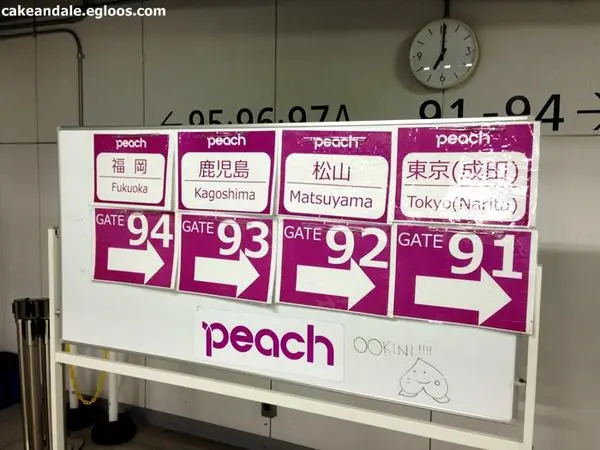 cakeandale.egloos.com
←95·96·97A
91-94→
peach
福岡
Fukuoka
GATE 94
peach
鹿児島
Kagoshima
GATE 93
peach
松山
Matsuyama
GATE 92
peach
東京(成田)
Tokyo(Narita)
GATE 91
peach
OOKINI!!!!